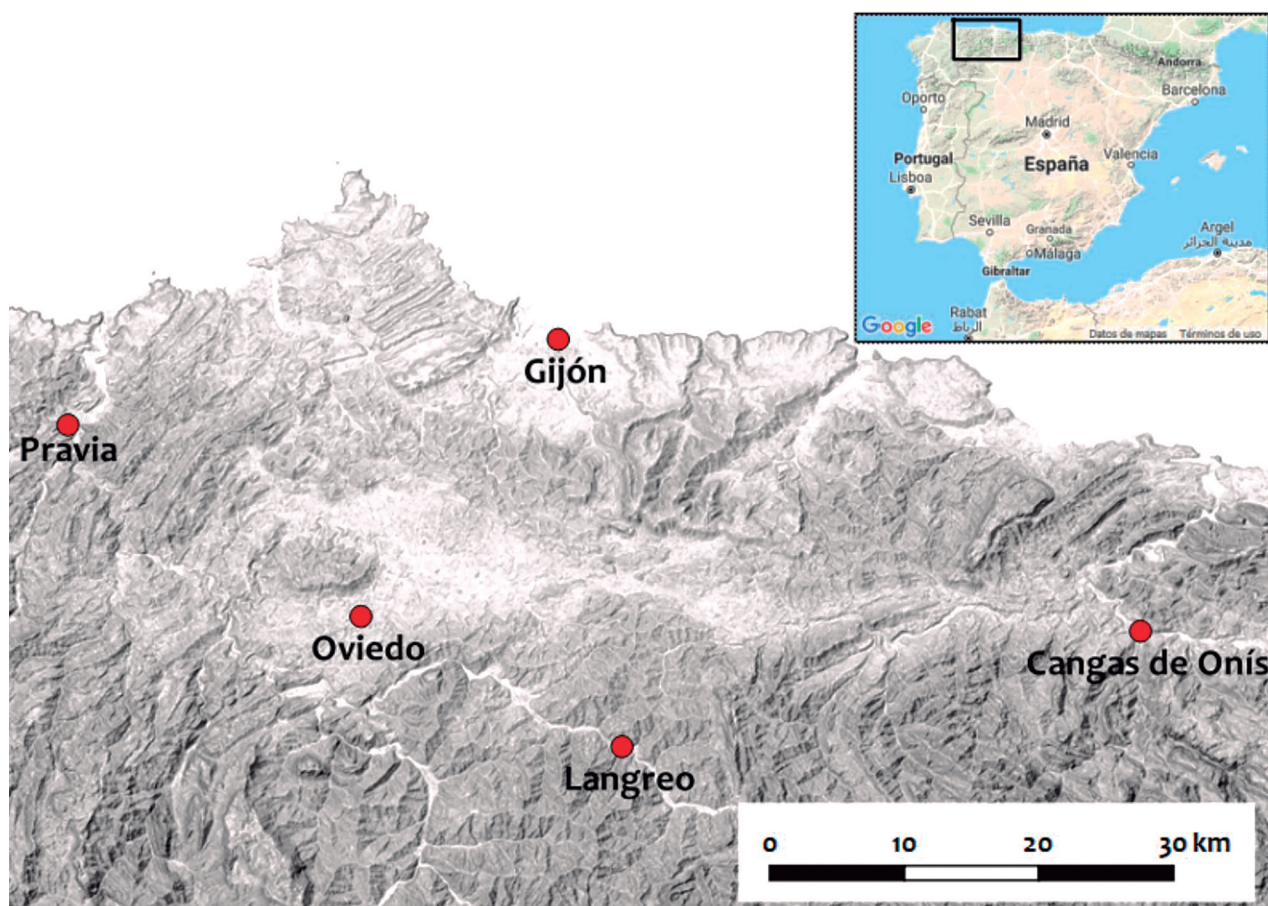 Andorra
Barcelona
Oporto
Madrid
Portugal
España
Valencia
Lisboa
Sevilla
Granada
Málaga
Argel
مدينة الجزائر
Gibraltar
Rabat
الرباط
Google
Datos de mapas
Términos de uso
Gijón
Pravia
Oviedo
Cangas de Onís
Langreo
0 10 20 30 km